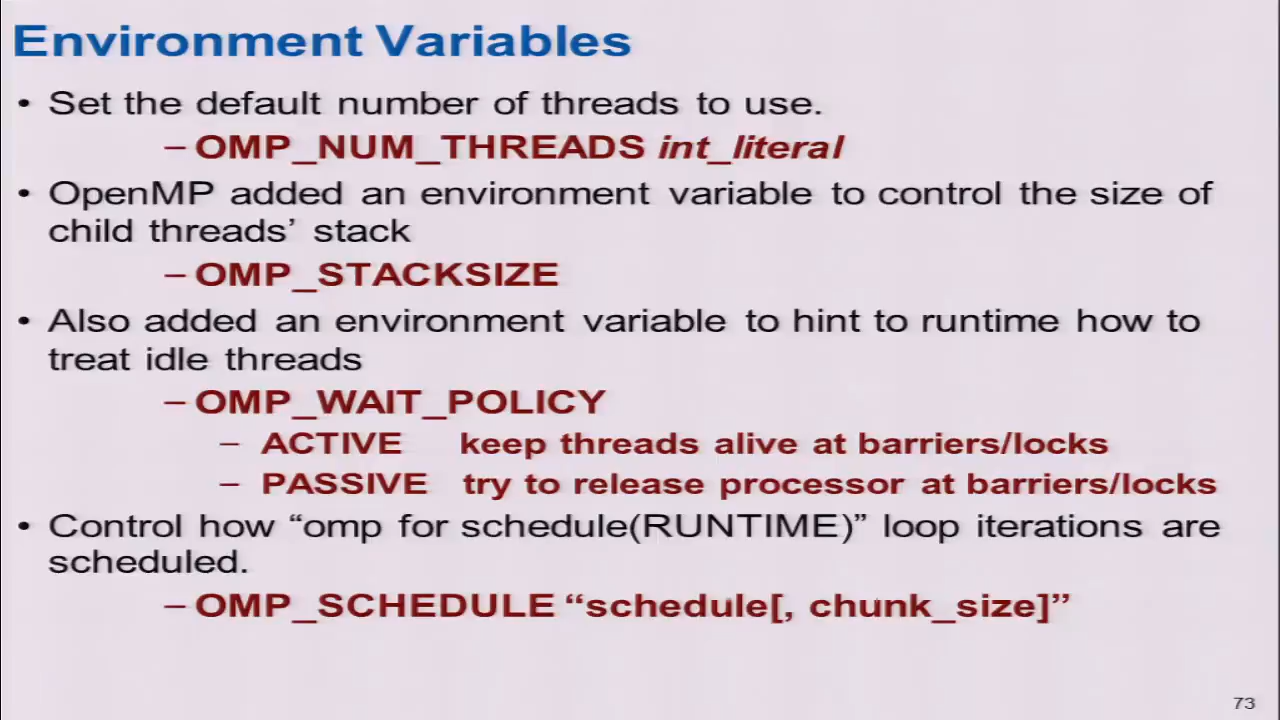 Environment Variables
• Set the default number of threads to use.
– OMP_NUM_THREADS int_literal
• OpenMP added an environment variable to control the size of
child threads’ stack
– OMP_STACKSIZE
• Also added an environment variable to hint to runtime how to
treat idle threads
– OMP_WAIT_POLICY
– ACTIVE keep threads alive at barriers/locks
– PASSIVE try to release processor at barriers/locks
• Control how “omp for schedule(RUNTIME)” loop iterations are
scheduled.
– OMP_SCHEDULE “schedule[, chunk_size]”
73